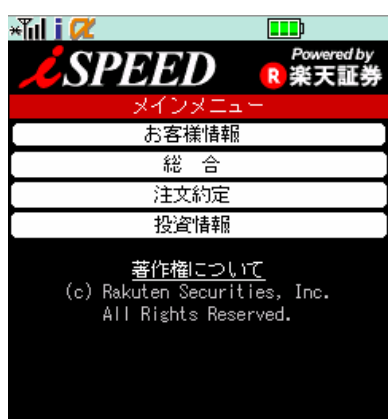 i α
iSPEED Powered by
R 楽天証券
メインメニュー
お客様情報
総　合
注文約定
投資情報
著作権について
(c) Rakuten Securities, Inc.
All Rights Reserved.